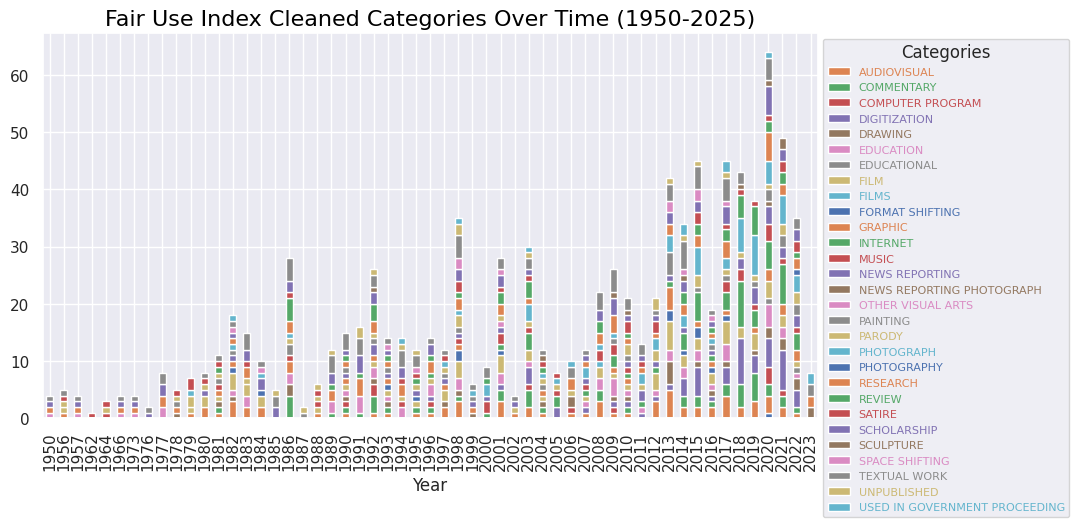 Fair Use Index Cleaned Categories Over Time (1950-2025)
60
50
40
30
20
10
0
1950
1956
1957
1962
1964
1966
1973
1976
1977
1978
1979
1980
1981
1982
1983
1984
1985
1986
1987
1988
1989
1990
1991
1992
1993
1994
1995
1996
1997
1998
1999
2000
2001
2002
2003
2004
2005
2006
2007
2008
2009
2010
2011
2012
2013
2014
2015
2016
2017
2018
2019
2020
2021
2022
2023
Year
Categories
AUDIOVISUAL
COMMENTARY
COMPUTER PROGRAM
DIGITIZATION
DRAWING
EDUCATION
EDUCATIONAL
FILM
FILMS
FORMAT SHIFTING
GRAPHIC
INTERNET
MUSIC
NEWS REPORTING
NEWS REPORTING PHOTOGRAPH
OTHER VISUAL ARTS
PAINTING
PARODY
PHOTOGRAPH
PHOTOGRAPHY
RESEARCH
REVIEW
SATIRE
SCHOLARSHIP
SCULPTURE
SPACE SHIFTING
TEXTUAL WORK
UNPUBLISHED
USED IN GOVERNMENT PROCEEDING